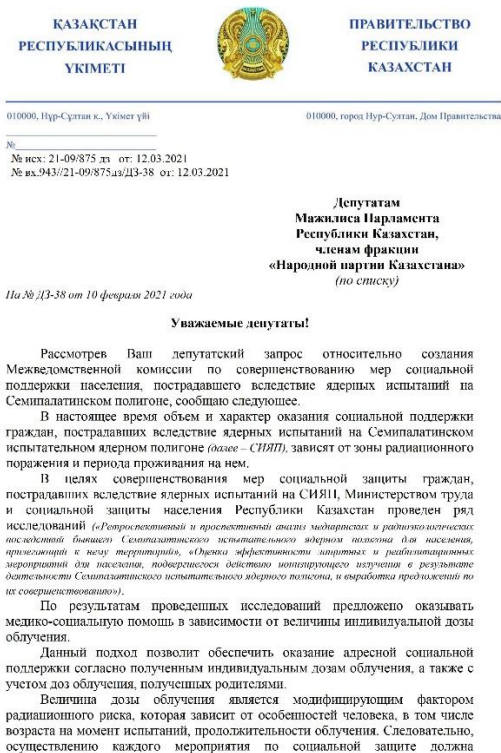 ҚАЗАҚСТАН
РЕСПУБЛИКАСЫНЫҢ
ҮКІМЕТІ
ПРАВИТЕЛЬСТВО
РЕСПУБЛИКИ
КАЗАХСТАН
010000, Нұр-Сұлтан қ., Үкімет үйі
010000, город Нур-Султан, Дом Правительства
№
№ исх: 21-09/875 дз от: 12.03.2021
№ вх.943//21-09/875дз/ДЗ-38 от: 12.03.2021
Депутатам
Мажилиса Парламента
Республики Казахстан,
членам фракции
«Народной партии Казахстана»
(по списку)
На № ДЗ-38 от 10 февраля 2021 года
Уважаемые депутаты!
Рассмотрев Ваш депутатский запрос относительно создания
Межведомственной комиссии по совершенствованию мер социальной
поддержки населения, пострадавшего вследствие ядерных испытаний на
Семипалатинском полигоне, сообщаю следующее.
В настоящее время объем и характер оказания социальной поддержки
граждан, пострадавших вследствие ядерных испытаний на Семипалатинском
испытательном ядерном полигоне (далее – СИЯП), зависят от зоны радиационного
поражения и периода проживания на нем.
В целях совершенствования мер социальной защиты граждан,
пострадавших вследствие ядерных испытаний на СИЯП, Министерством труда
и социальной защиты населения Республики Казахстан проведен ряд
исследований («Ретроспективный и проспективный анализ медицинских и радиоэкологических
последствий бывшего Семипалатинского испытательного ядерном полигона для населения,
прилегающих к нему территорий», «Оценка эффективности защитных и реабилитационных
мероприятий для населения, подвергшегося действию ионизирующего излучения в результате
деятельности Семипалатинского испытательного ядерного полигона, и выработка предложений по
их совершенствованию»).
По результатам проведенных исследований предложено оказывать
медико-социальную помощь в зависимости от величины индивидуальной дозы
облучения.
Данный подход позволит обеспечить оказание адресной социальной
поддержки согласно полученным индивидуальным дозам облучения, а также с
учетом доз облучения, полученных родителями.
Величина дозы облучения является модифицирующим фактором
радиационного риска, которая зависит от особенностей человека, в том числе
возраста на момент испытаний, продолжительности облучения. Следовательно,
осуществлению каждого мероприятия по социальной защите должна